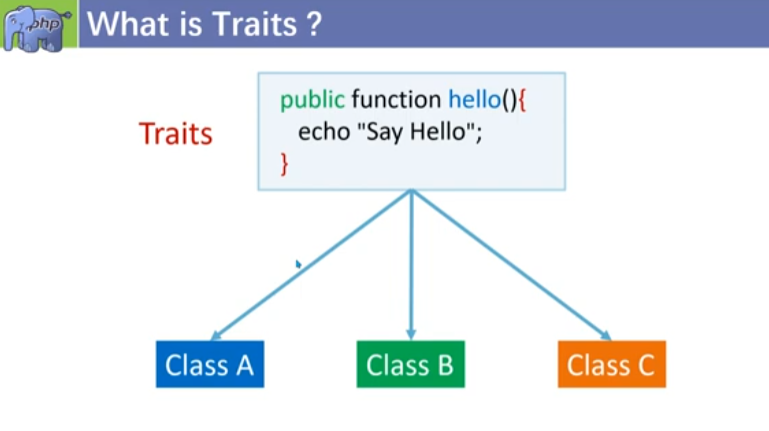 php
What is Traits ?
Traits
public function hello(){
echo "Say Hello";
}
Class A
Class B
Class C